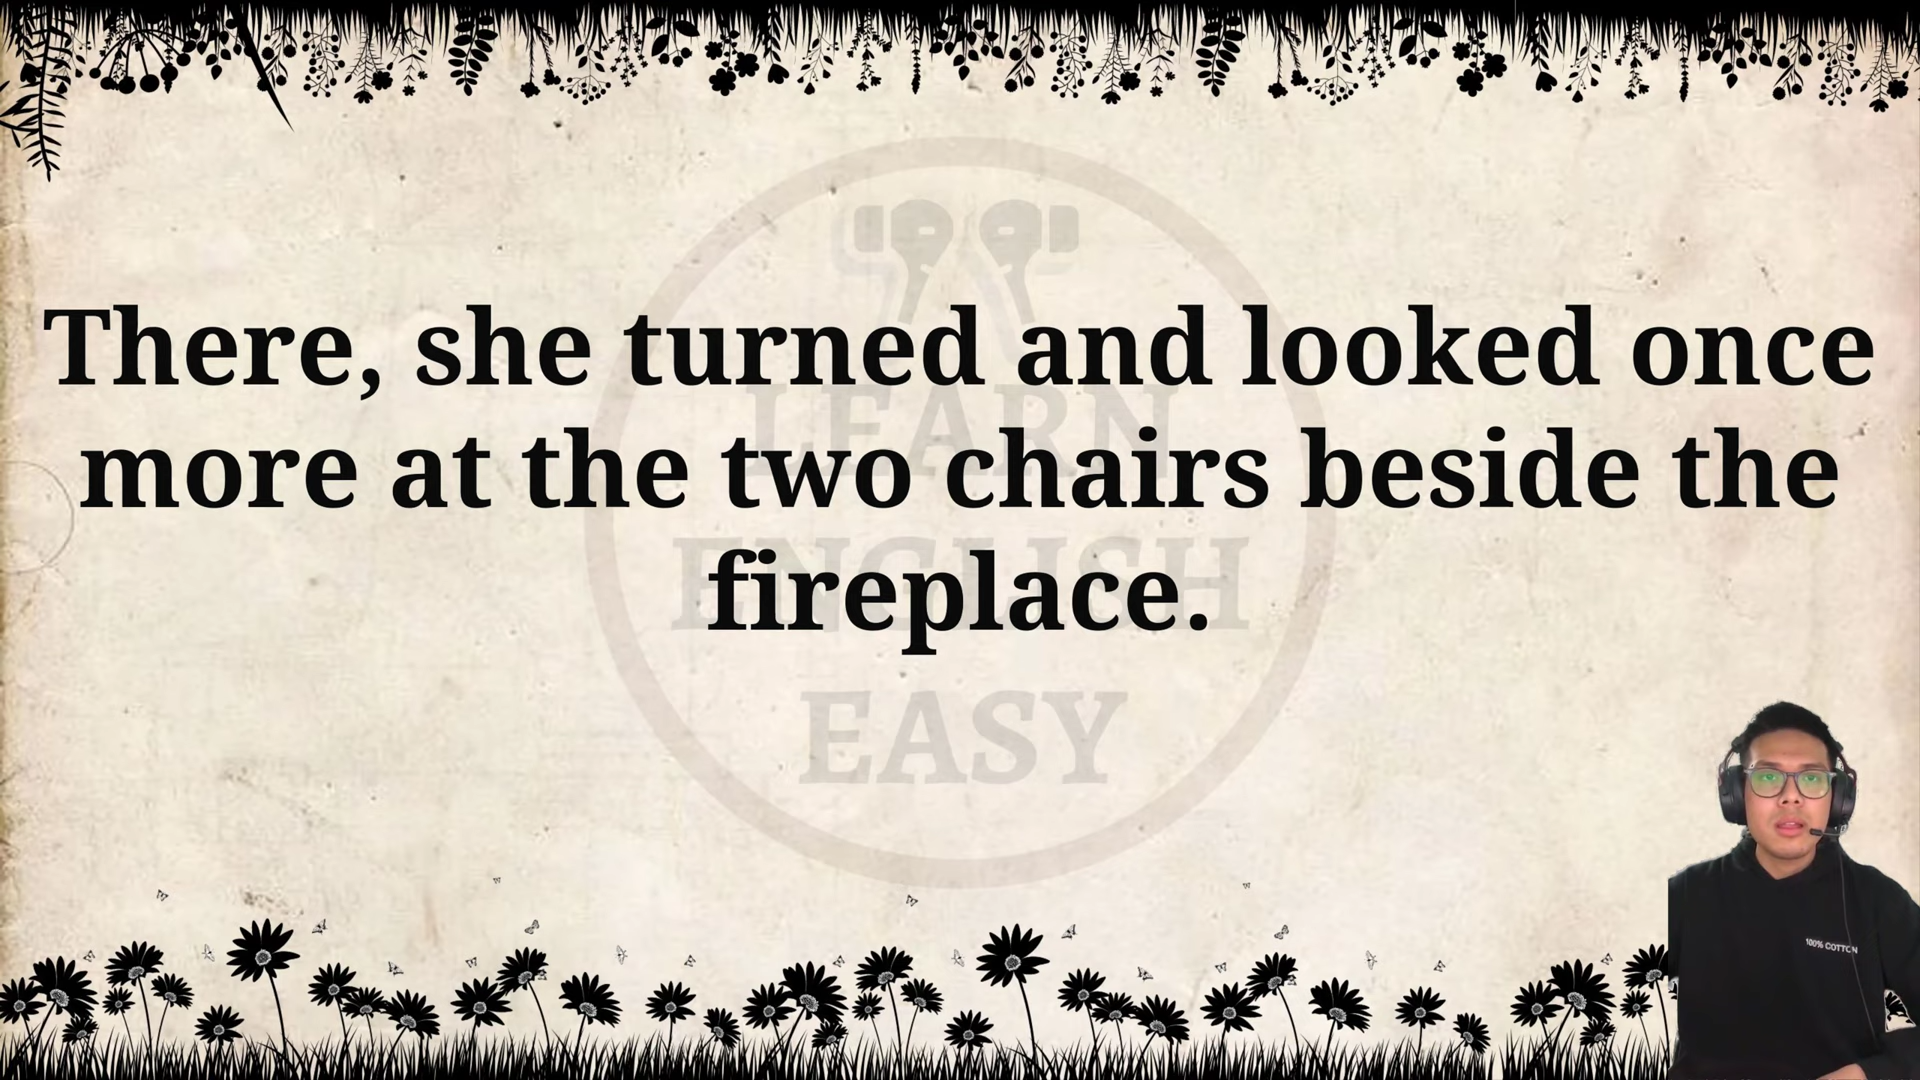 There, she turned and looked once
more at the two chairs beside the
fireplace.
LEARN
ENGLISH
EASY
100% COTTON